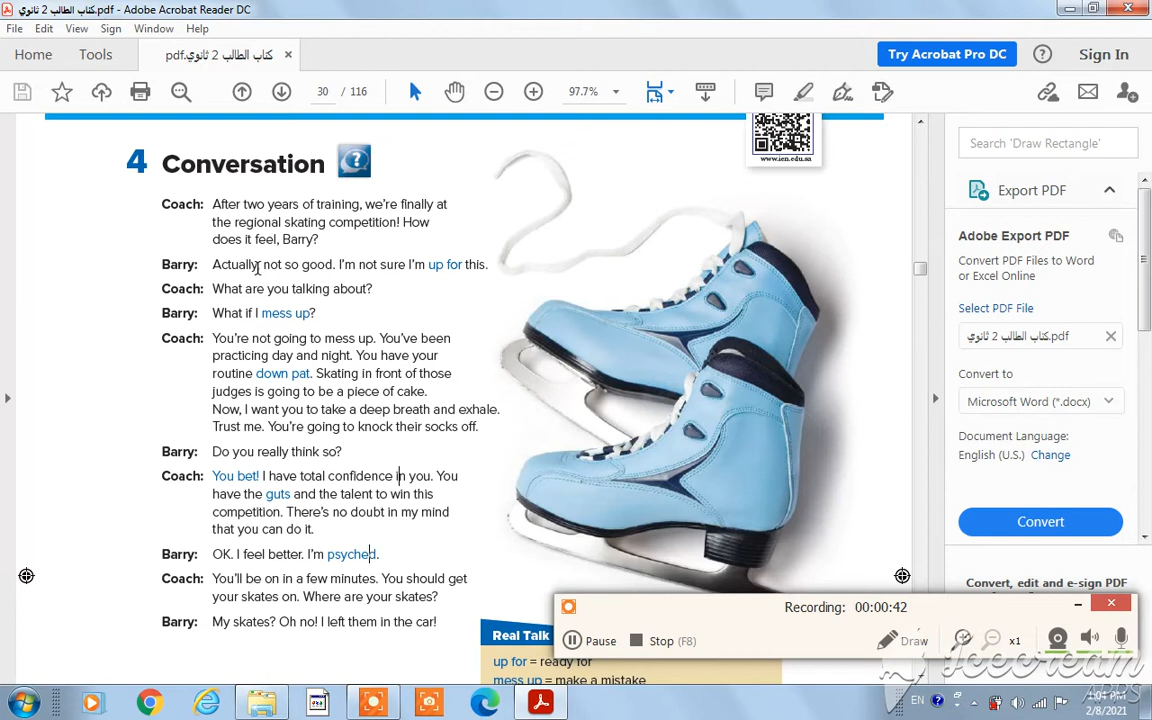 كتاب الطالب 2 ثانوي.pdf - Adobe Acrobat Reader DC
File Edit View Sign Window Help
Home Tools كتاب الطالب 2 ثانوي.pdf × Try Acrobat Pro DC Sign In
30 / 116 97.7%
www.ien.edu.sa
4 Conversation
Coach: After two years of training, we're finally at
the regional skating competition! How
does it feel, Barry?
Barry: Actually, not so good. I'm not sure I'm up for this.
Coach: What are you talking about?
Barry: What if I mess up?
Coach: You're not going to mess up. You've been
practicing day and night. You have your
routine down pat. Skating in front of those
judges is going to be a piece of cake.
Now, I want you to take a deep breath and exhale.
Trust me. You're going to knock their socks off.
Barry: Do you really think so?
Coach: You bet! I have total confidence in you. You
have the guts and the talent to win this
competition. There's no doubt in my mind
that you can do it.
Barry: OK. I feel better. I'm psyched.
Coach: You'll be on in a few minutes. You should get
your skates on. Where are your skates?
Barry: My skates? Oh no! I left them in the car!
Real Talk
up for = ready for
mess up = make a mistake
Search 'Draw Rectangle'
Export PDF
Adobe Export PDF
Convert PDF Files to Word
or Excel Online
Select PDF File
كتاب الطالب 2 ثانوي.pdf ×
Convert to
Microsoft Word (*.docx)
Document Language:
English (U.S.) Change
Convert
Convert, edit and e-sign PDF
Recording: 00:00:42
Pause Stop (F8) Draw x1
Icecream
APPS
EN
1:04 PM
2/8/2021